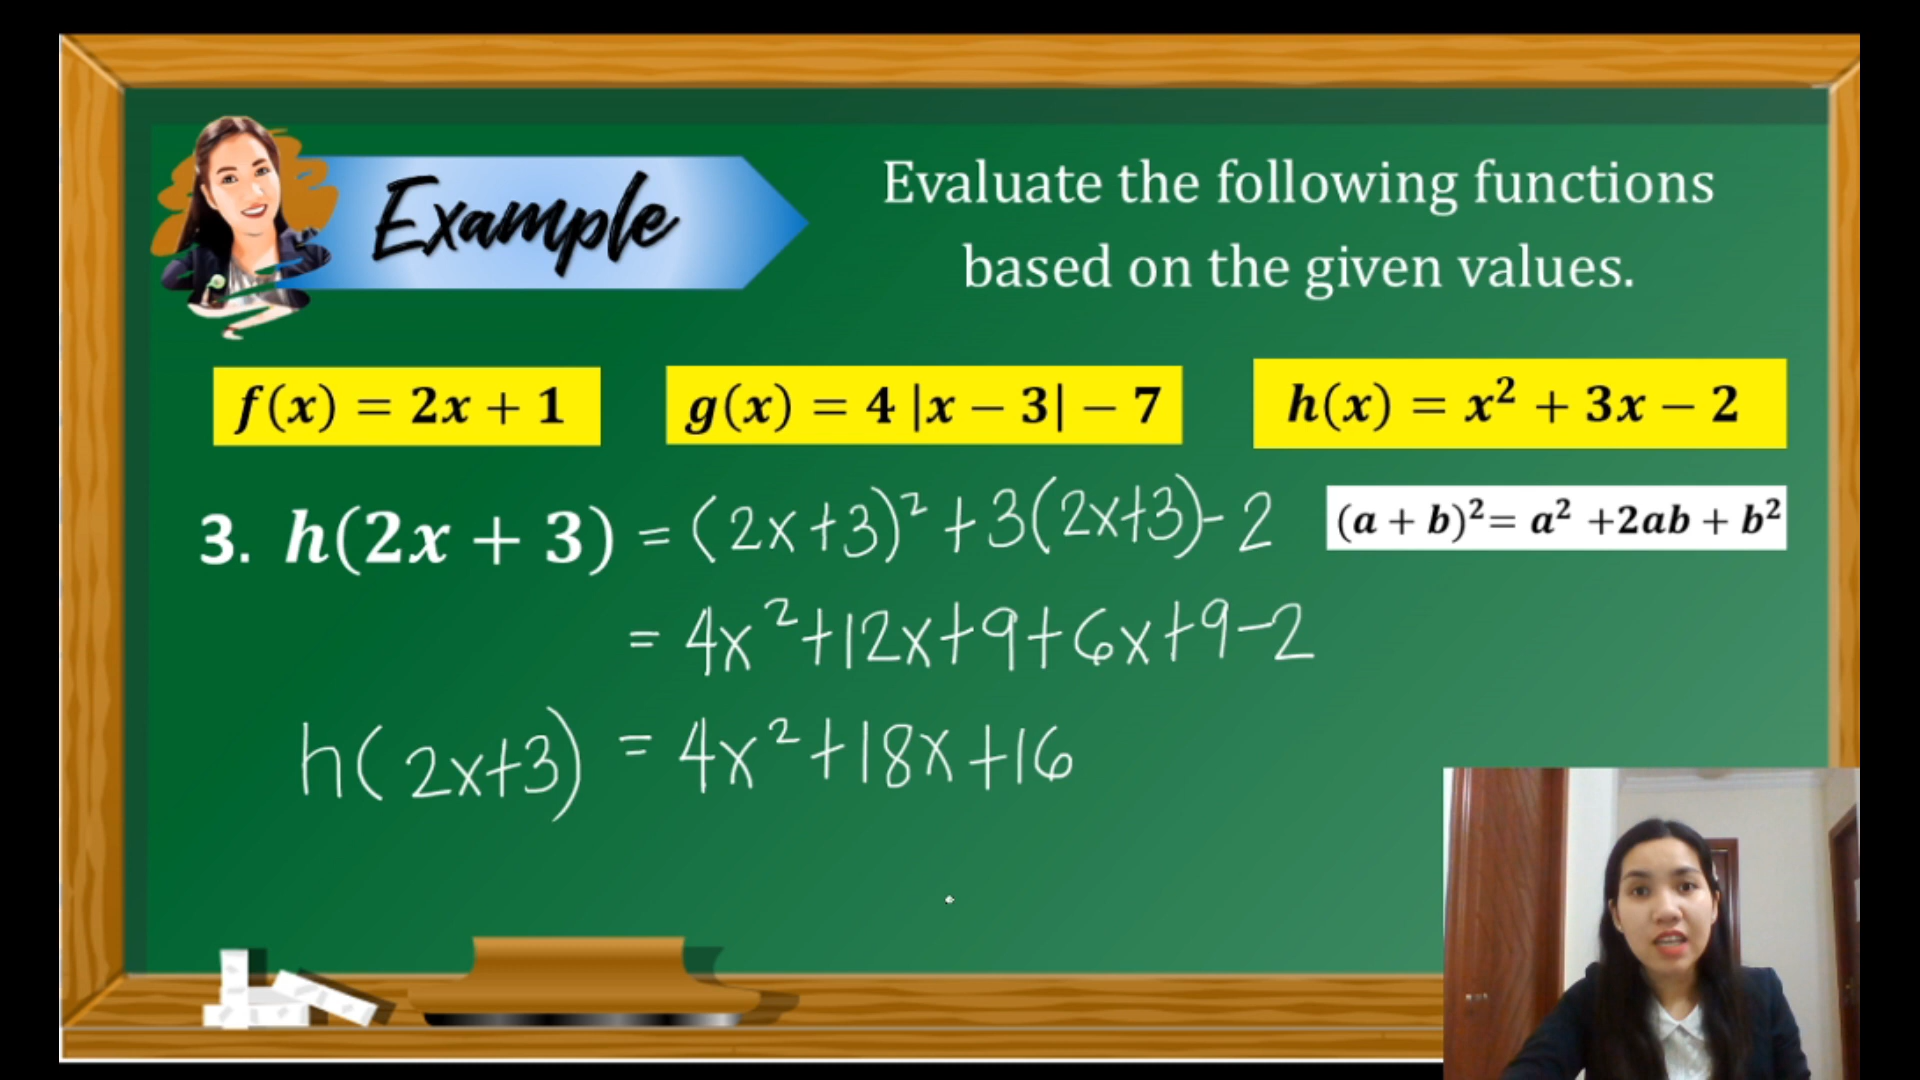 Example
Evaluate the following functions
based on the given values.
f(x) = 2x + 1
g(x) = 4 |x − 3| − 7
h(x) = x² + 3x − 2
3. h(2x + 3) = (2x+3)² + 3(2x+3) - 2
(a + b)²= a² +2ab + b²
= 4x² + 12x + 9 + 6x + 9 - 2
h(2x+3) = 4x² + 18x + 16